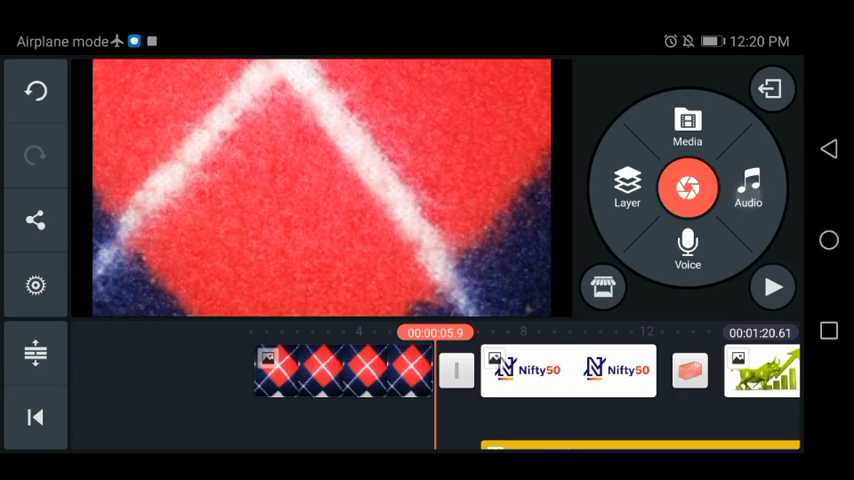 Airplane mode
12:20 PM
Media
Layer
Audio
Voice
4
00:00:05.9
8
12
00:01:20.61
Nifty50
Nifty50